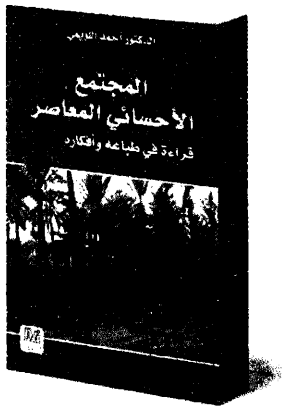 الدكتور أحمد اللويمي
المجتمع
الأحسائي المعاصر
قراءة في طباعه وأفكاره